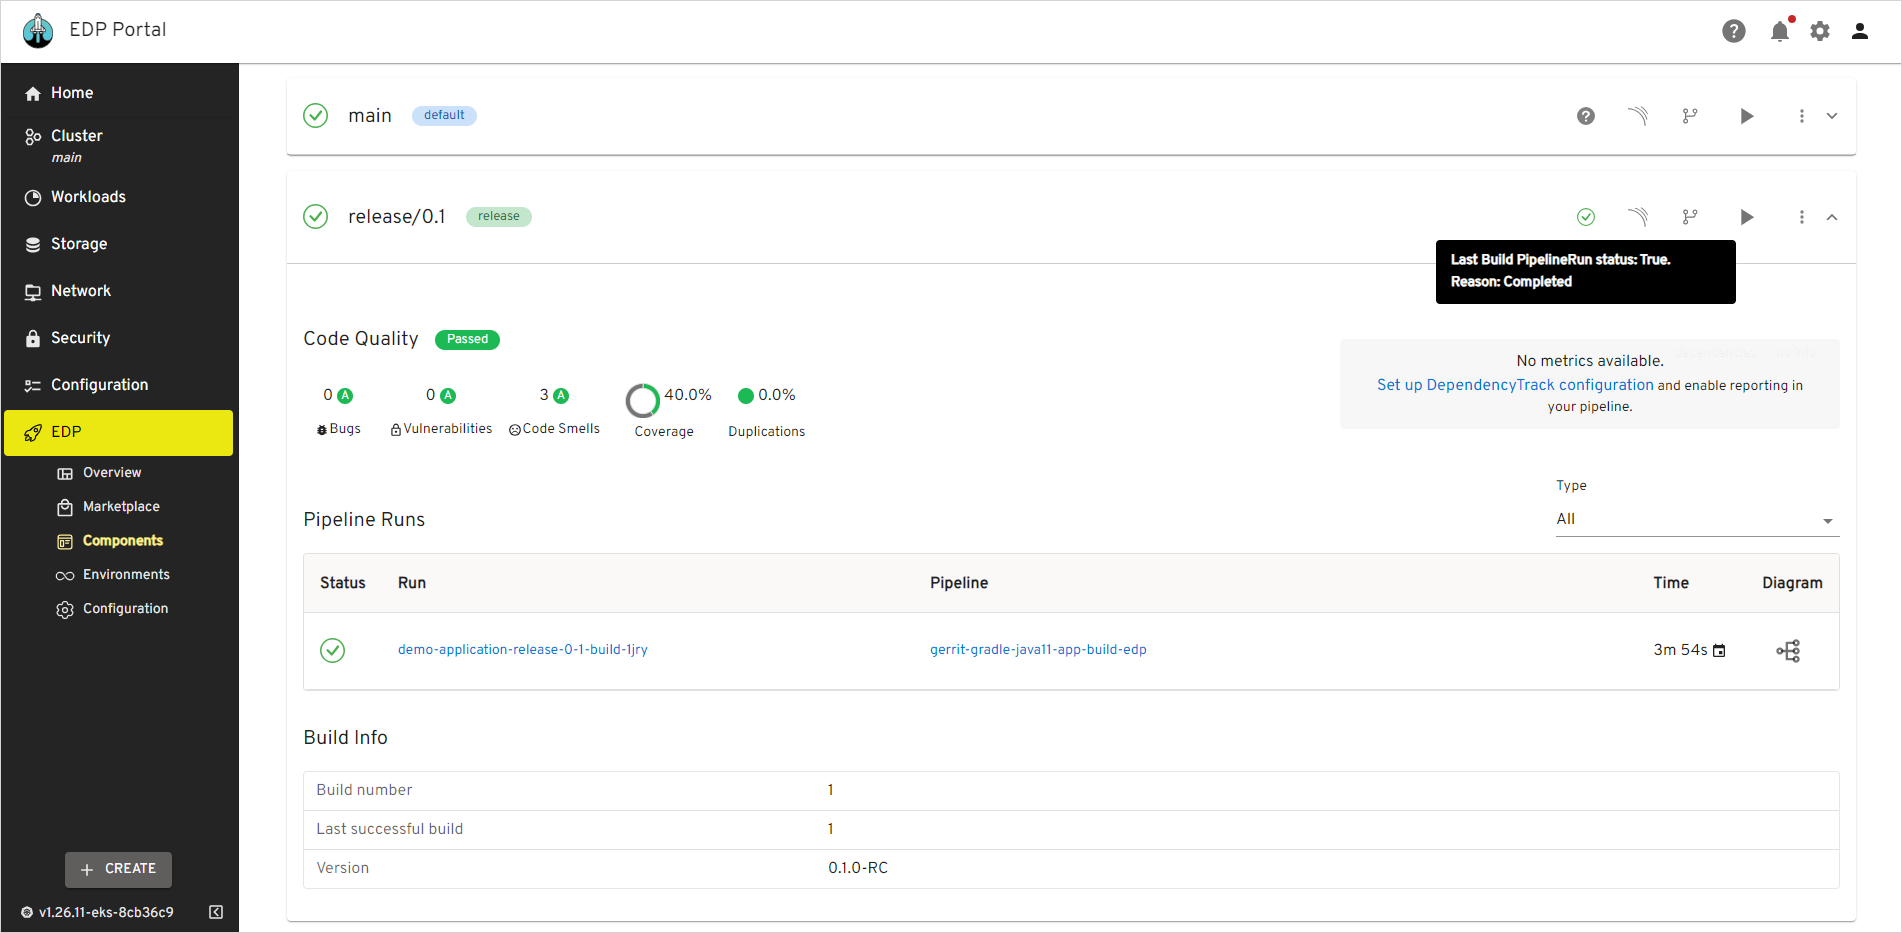 EDP Portal
Home
Cluster
main
Workloads
Storage
Network
Security
Configuration
EDP
Overview
Marketplace
Components
Environments
Configuration
+ CREATE
v1.26.11-eks-8cb36c9
main default
release/0.1 release
Last Build PipelineRun status: True.
Reason: Completed
Code Quality Passed
0 A
Bugs
0 A
Vulnerabilities
3 A
Code Smells
40.0%
Coverage
0.0%
Duplications
No metrics available.
Set up DependencyTrack configuration and enable reporting in
your pipeline.
Pipeline Runs
Type
All
Status Run Pipeline Time Diagram
demo-application-release-0-1-build-1jry gerrit-gradle-java11-app-build-edp 3m 54s
Build Info
Build number 1
Last successful build 1
Version 0.1.0-RC